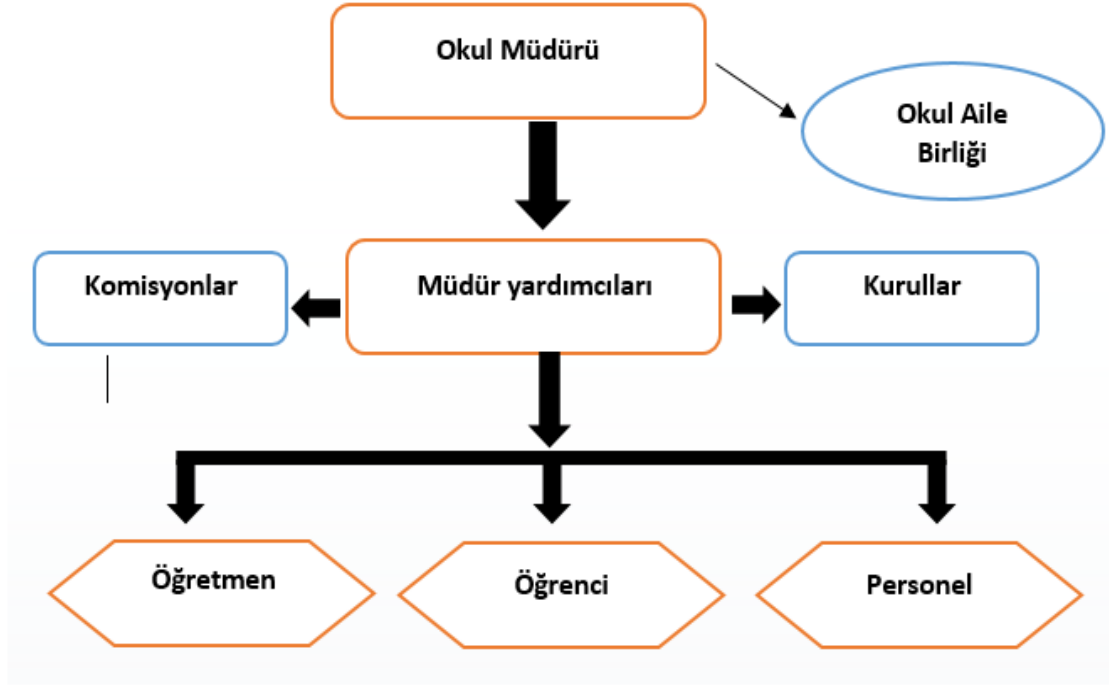 Okul Müdürü
Okul Aile
Birliği
Komisyonlar
Müdür yardımcıları
Kurullar
Öğretmen
Öğrenci
Personel